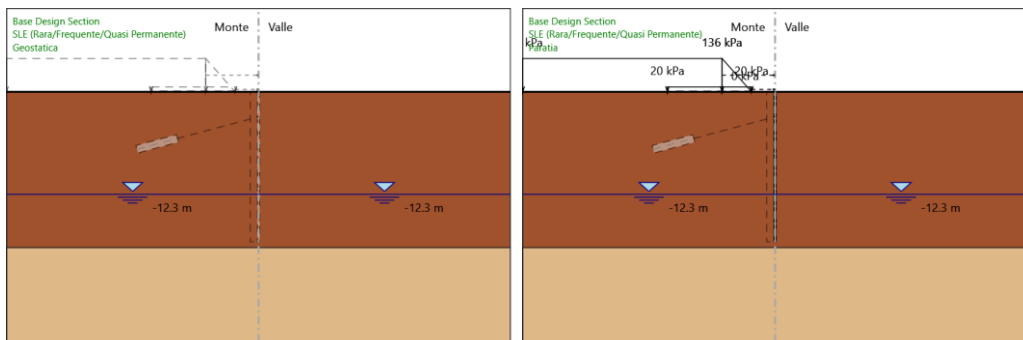 Base Design Section
SLE (Rara/Frequente/Quasi Permanente)
Geostatica
Monte
Valle
-12.3 m
-12.3 m
Base Design Section
SLE (Rara/Frequente/Quasi Permanente)
Paratia
kPa
Monte
Valle
136 kPa
20 kPa
20 kPa
0 kPa
-12.3 m
-12.3 m